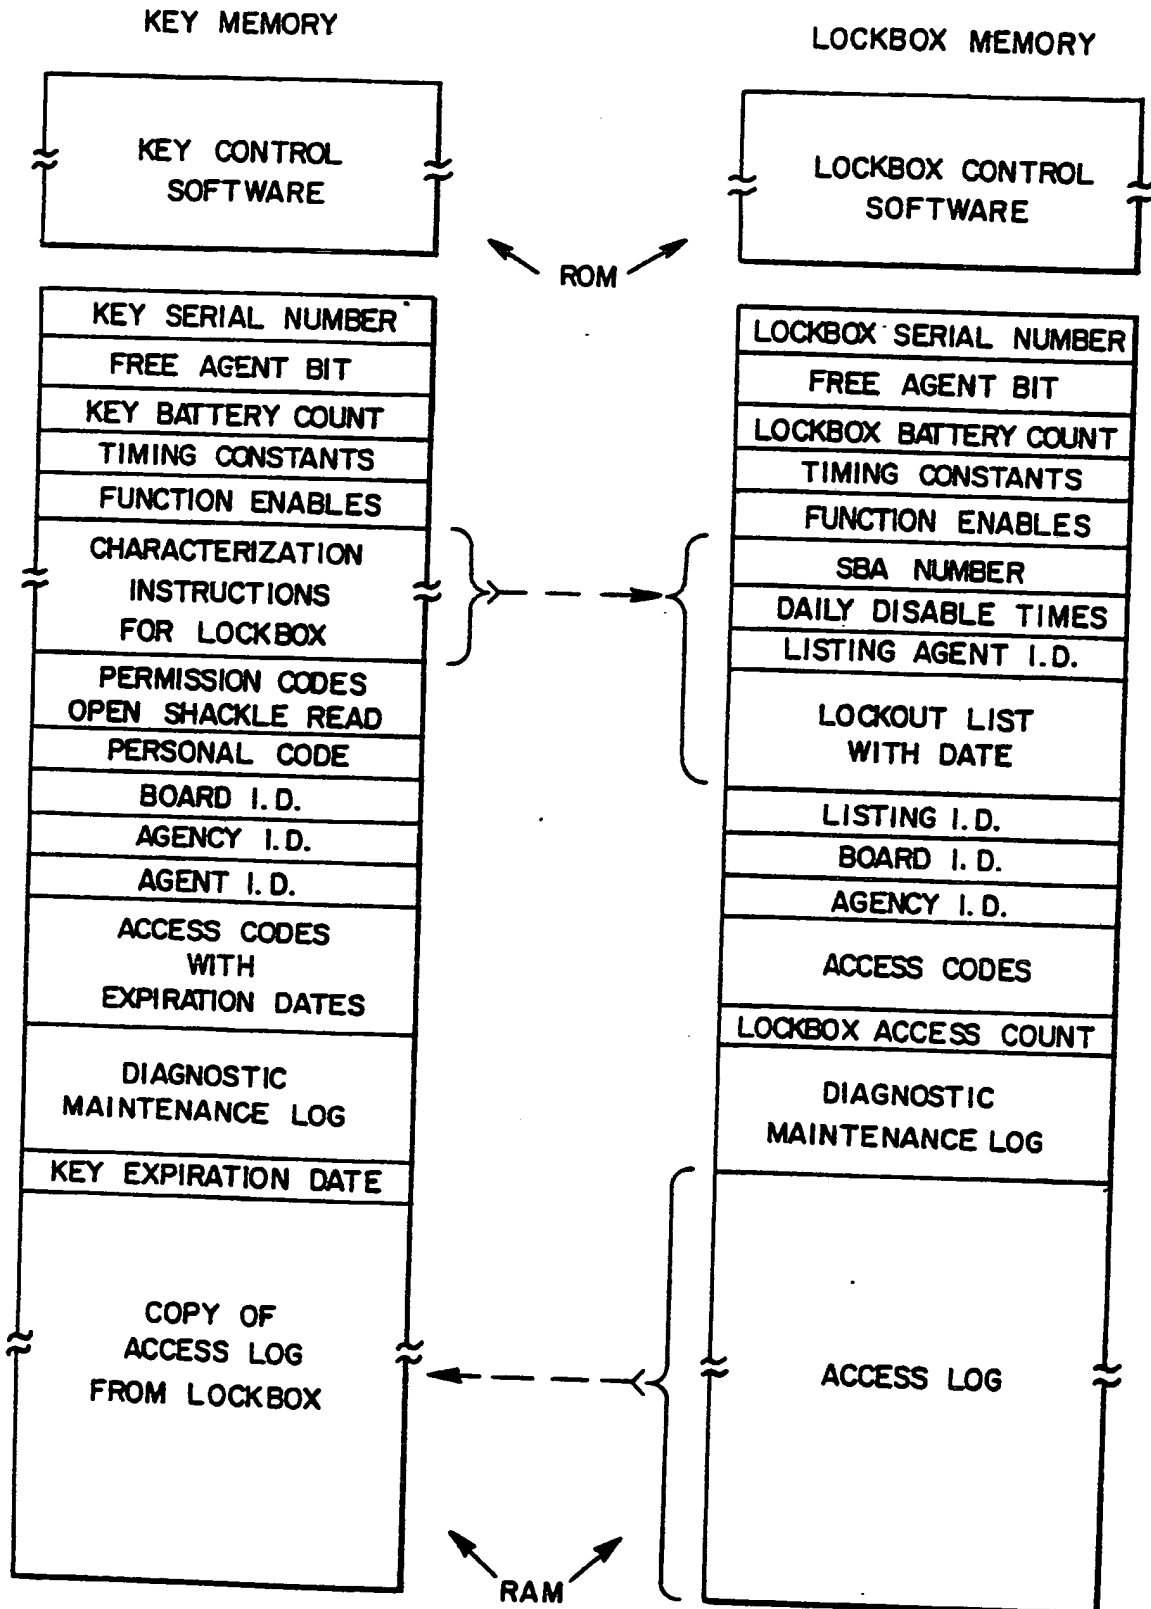 KEY MEMORY
KEY CONTROL
SOFTWARE
KEY SERIAL NUMBER
FREE AGENT BIT
KEY BATTERY COUNT
TIMING CONSTANTS
FUNCTION ENABLES
CHARACTERIZATION
INSTRUCTIONS
FOR LOCKBOX
PERMISSION CODES
OPEN SHACKLE READ
PERSONAL CODE
BOARD I.D.
AGENCY I.D.
AGENT I.D.
ACCESS CODES
WITH
EXPIRATION DATES
DIAGNOSTIC
MAINTENANCE LOG
KEY EXPIRATION DATE
COPY OF
ACCESS LOG
FROM LOCKBOX
ROM
RAM
LOCKBOX MEMORY
LOCKBOX CONTROL
SOFTWARE
LOCKBOX SERIAL NUMBER
FREE AGENT BIT
LOCKBOX BATTERY COUNT
TIMING CONSTANTS
FUNCTION ENABLES
SBA NUMBER
DAILY DISABLE TIMES
LISTING AGENT I.D.
LOCKOUT LIST
WITH DATE
LISTING I.D.
BOARD I.D.
AGENCY I.D.
ACCESS CODES
LOCKBOX ACCESS COUNT
DIAGNOSTIC
MAINTENANCE LOG
ACCESS LOG